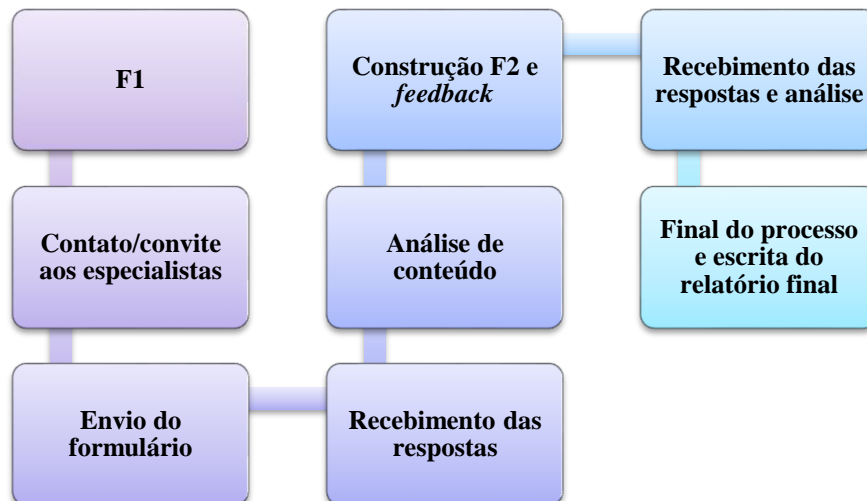 F1
Contato/convite
aos especialistas
Envio do
formulário
Recebimento das
respostas
Análise de
conteúdo
Construção F2 e
feedback
Recebimento das
respostas e análise
Final do processo
e escrita do
relatório final